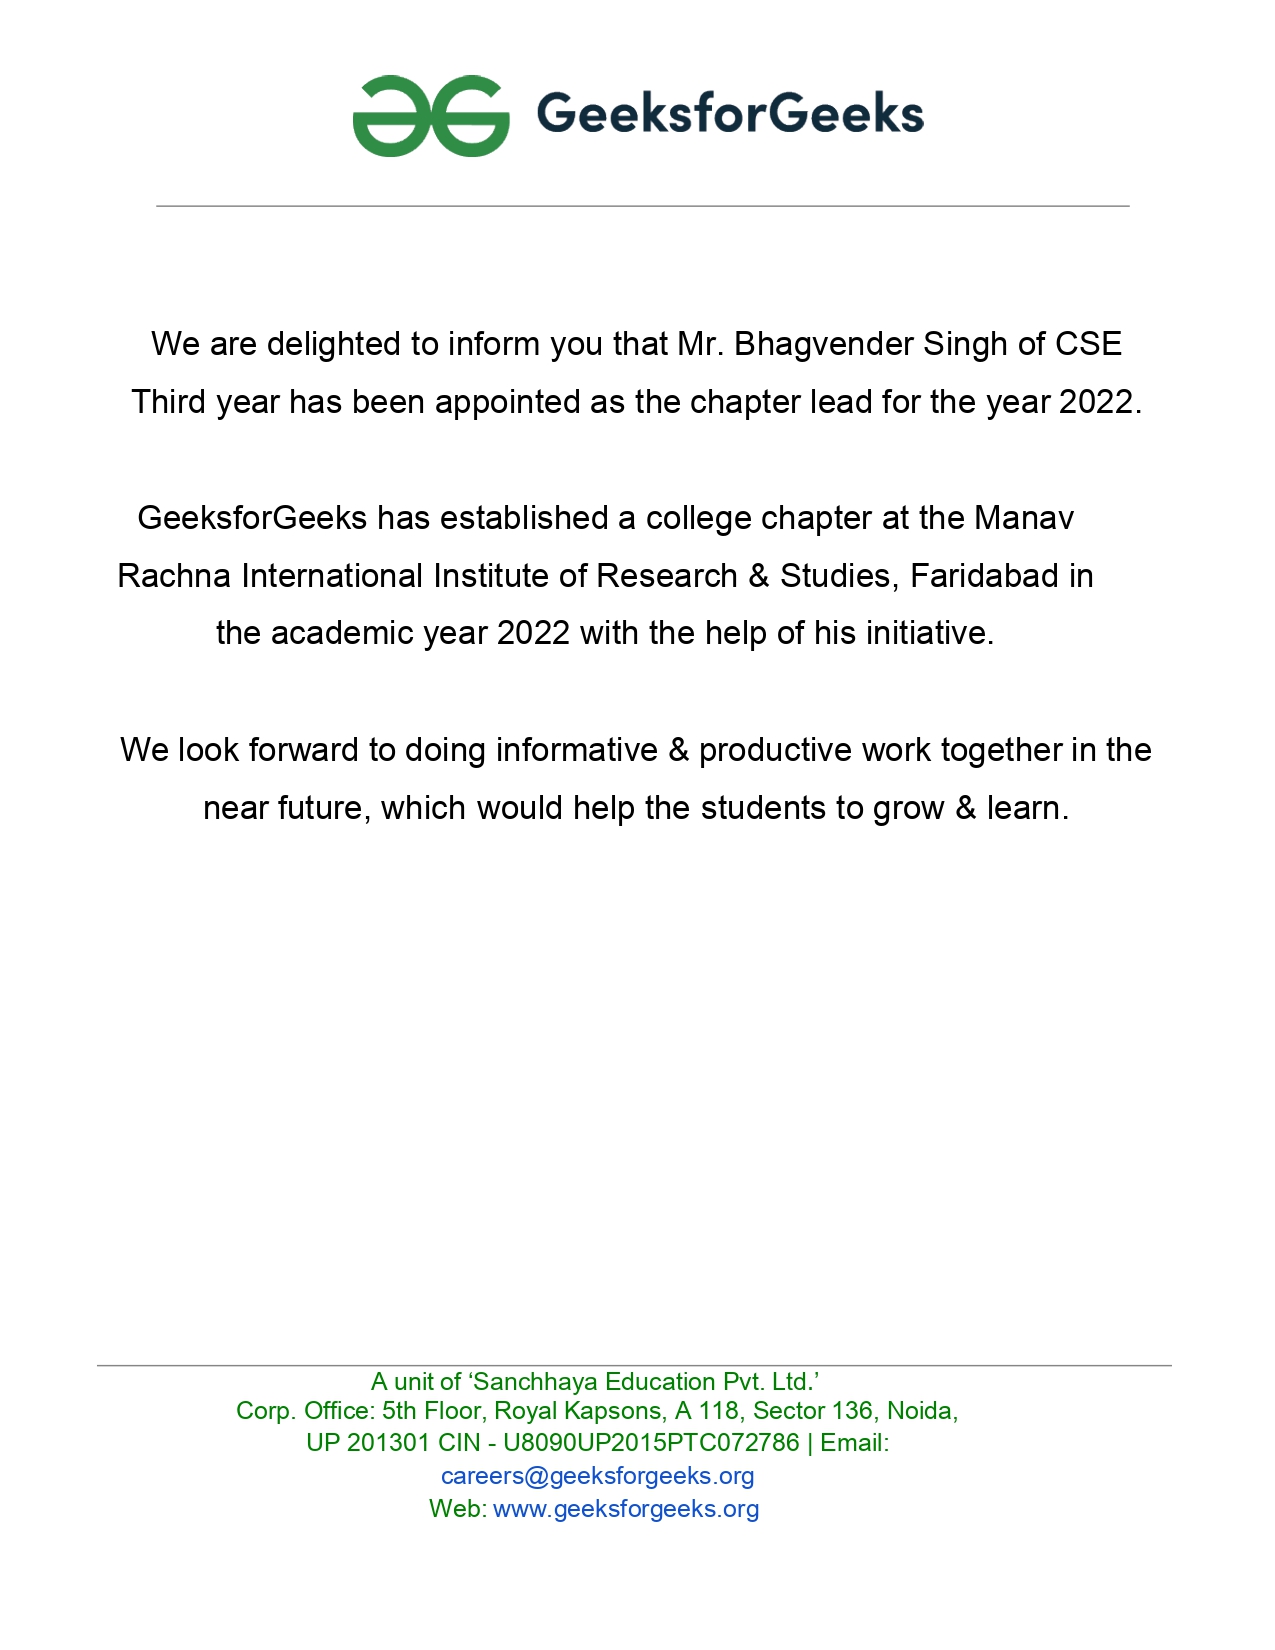 GeeksforGeeks
We are delighted to inform you that Mr. Bhagvender Singh of CSE
Third year has been appointed as the chapter lead for the year 2022.
GeeksforGeeks has established a college chapter at the Manav
Rachna International Institute of Research & Studies, Faridabad in
the academic year 2022 with the help of his initiative.
We look forward to doing informative & productive work together in the
near future, which would help the students to grow & learn.
A unit of ‘Sanchhaya Education Pvt. Ltd.’
Corp. Office: 5th Floor, Royal Kapsons, A 118, Sector 136, Noida,
UP 201301 CIN - U8090UP2015PTC072786 | Email:
careers@geeksforgeeks.org
Web: www.geeksforgeeks.org